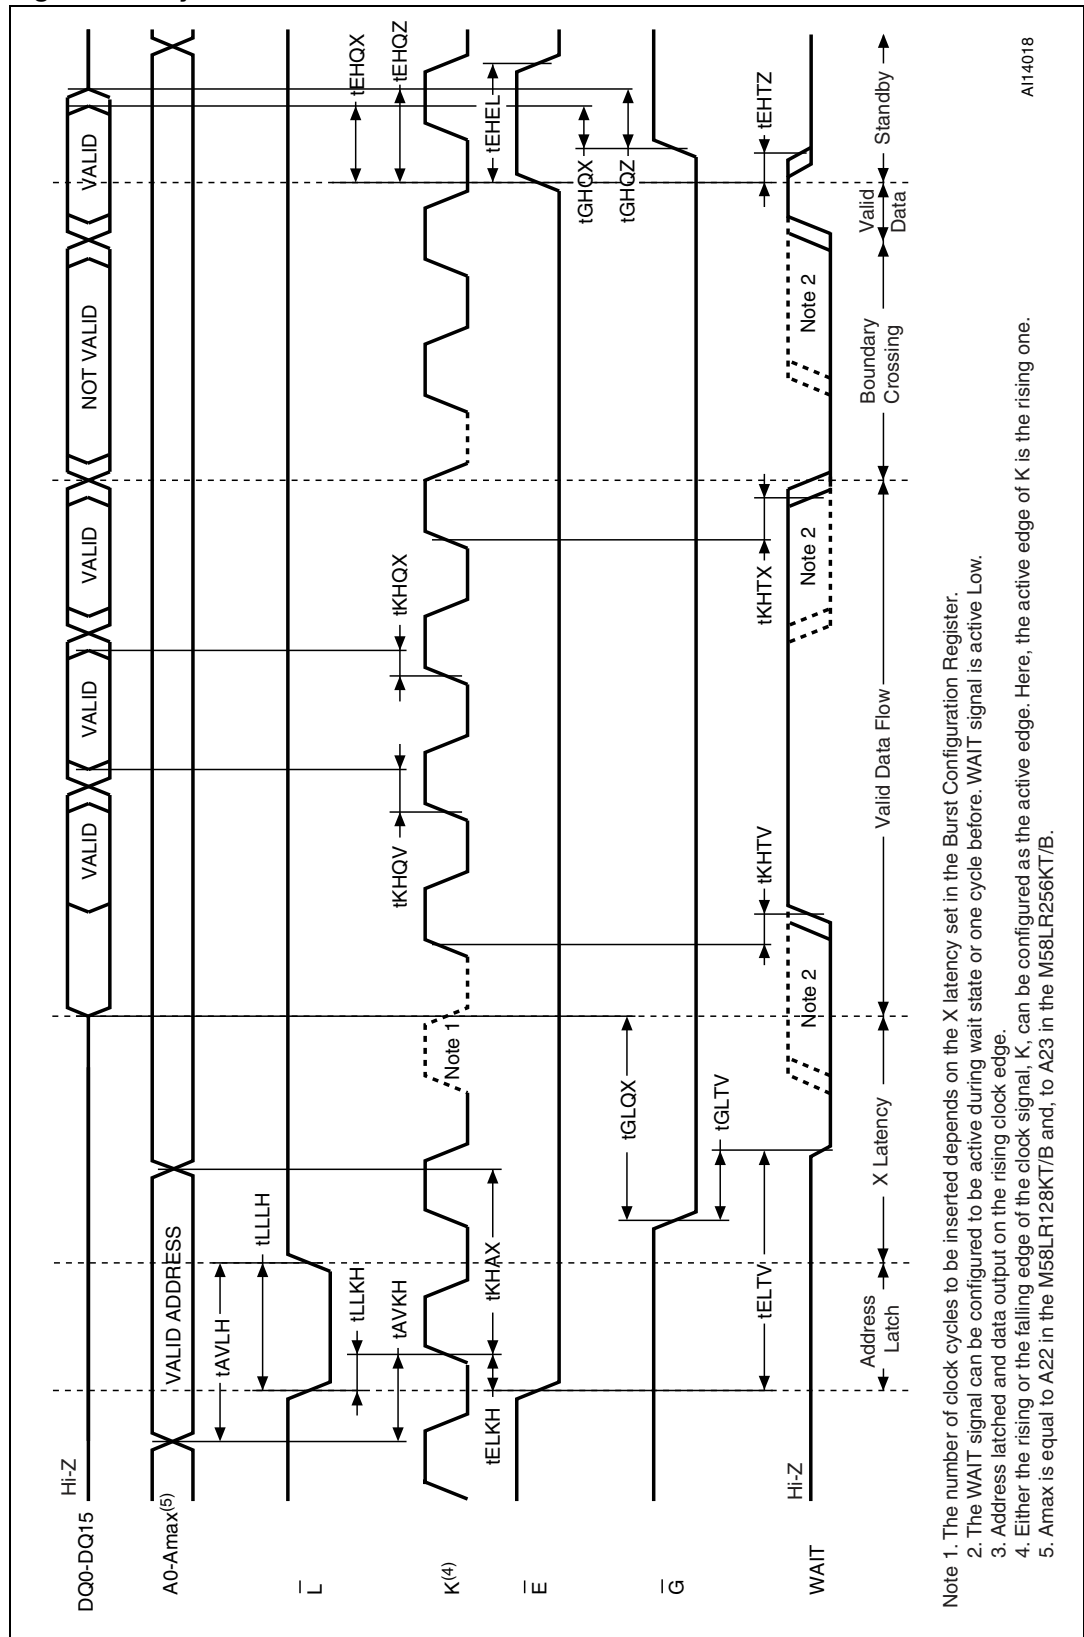 Hi-Z
DQ0-DQ15
VALID
VALID
VALID
NOT VALID
VALID
A0-Amax(5)
VALID ADDRESS
tAVLH
tLLLH
L
tLLKH
tAVKH
tKHAX
tELKH
Note 1
tKHQV
tKHQX
tEHQX
tEHQZ
K(4)
tEHEL
E
tGLQX
tGHQX
tGHQZ
G
tGLTV
tELTV
tKHTV
tKHTX
tEHTZ
Hi-Z
WAIT
Note 2
Note 2
Note 2
Address
Latch
X Latency
Valid Data Flow
Boundary
Crossing
Valid
Data
Standby
Note 1. The number of clock cycles to be inserted depends on the X latency set in the Burst Configuration Register.
2. The WAIT signal can be configured to be active during wait state or one cycle before. WAIT signal is active Low.
3. Address latched and data output on the rising clock edge.
4. Either the rising or the falling edge of the clock signal, K, can be configured as the active edge. Here, the active edge of K is the rising one.
5. Amax is equal to A22 in the M58LR128KT/B and, to A23 in the M58LR256KT/B.
AI14018